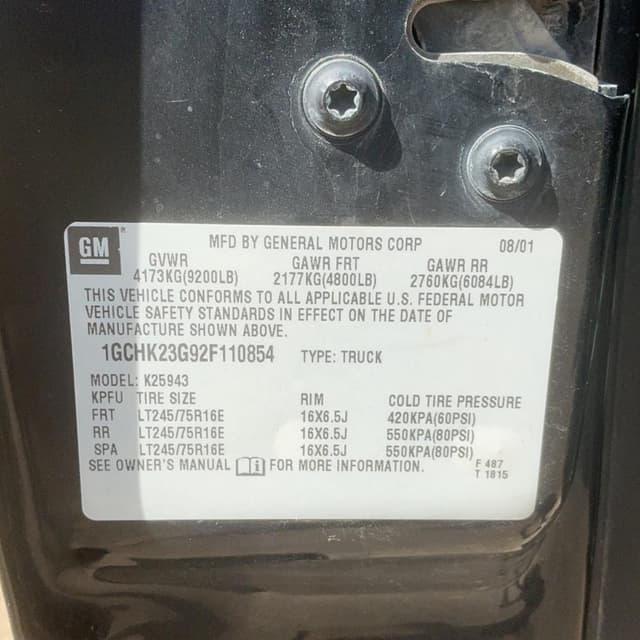 GM ® MFD BY GENERAL MOTORS CORP 08/01
GVWR GAWR FRT GAWR RR
4173KG(9200LB) 2177KG(4800LB) 2760KG(6084LB)
THIS VEHICLE CONFORMS TO ALL APPLICABLE U.S. FEDERAL MOTOR
VEHICLE SAFETY STANDARDS IN EFFECT ON THE DATE OF
MANUFACTURE SHOWN ABOVE.
1GCHK23G92F110854 TYPE: TRUCK
MODEL: K25943
KPFU TIRE SIZE RIM COLD TIRE PRESSURE
FRT LT245/75R16E 16X6.5J 420KPA(60PSI)
RR LT245/75R16E 16X6.5J 550KPA(80PSI)
SPA LT245/75R16E 16X6.5J 550KPA(80PSI)
SEE OWNER'S MANUAL i FOR MORE INFORMATION. F 487
T 1815